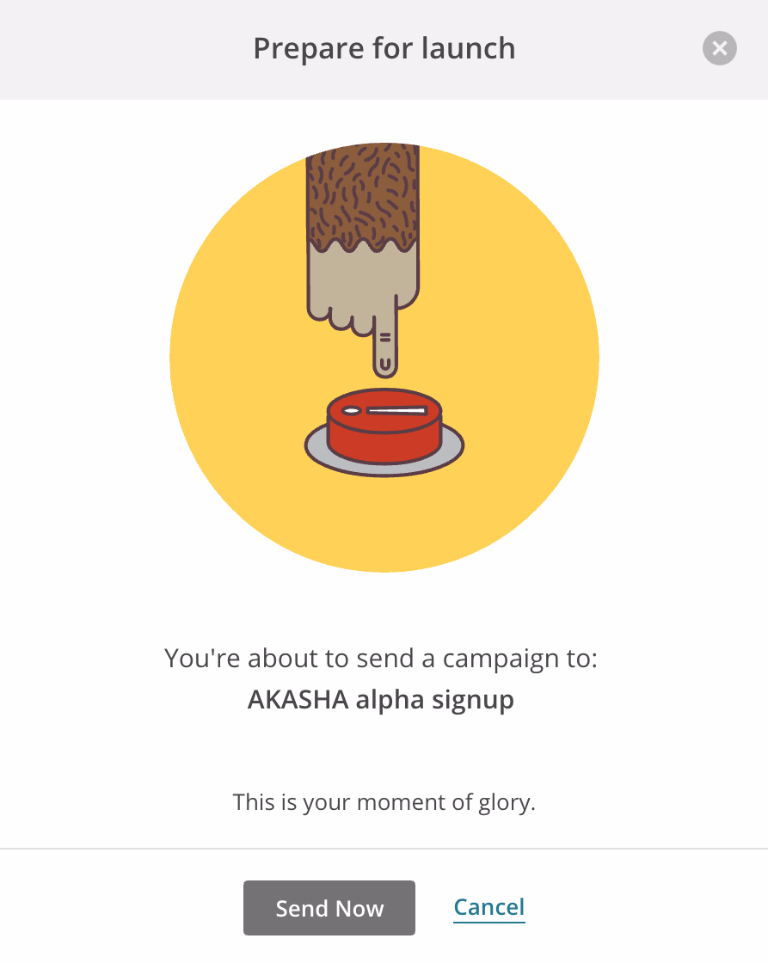 Prepare for launch
You're about to send a campaign to:
AKASHA alpha signup
This is your moment of glory.
Send Now
Cancel